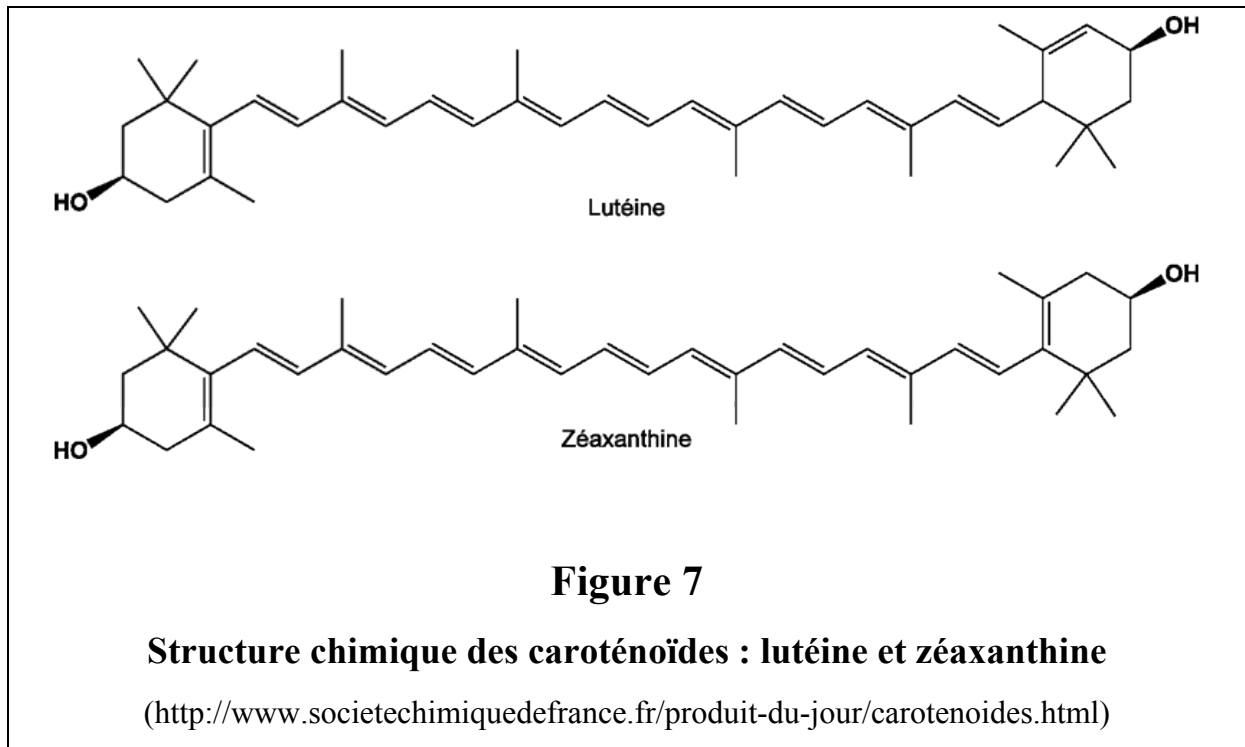 OH
HO
Lutéine
OH
HO
Zéaxanthine
Figure 7
Structure chimique des caroténoïdes : lutéine et zéaxanthine
(http://www.societechimiquedefrance.fr/produit-du-jour/carotenoides.html)